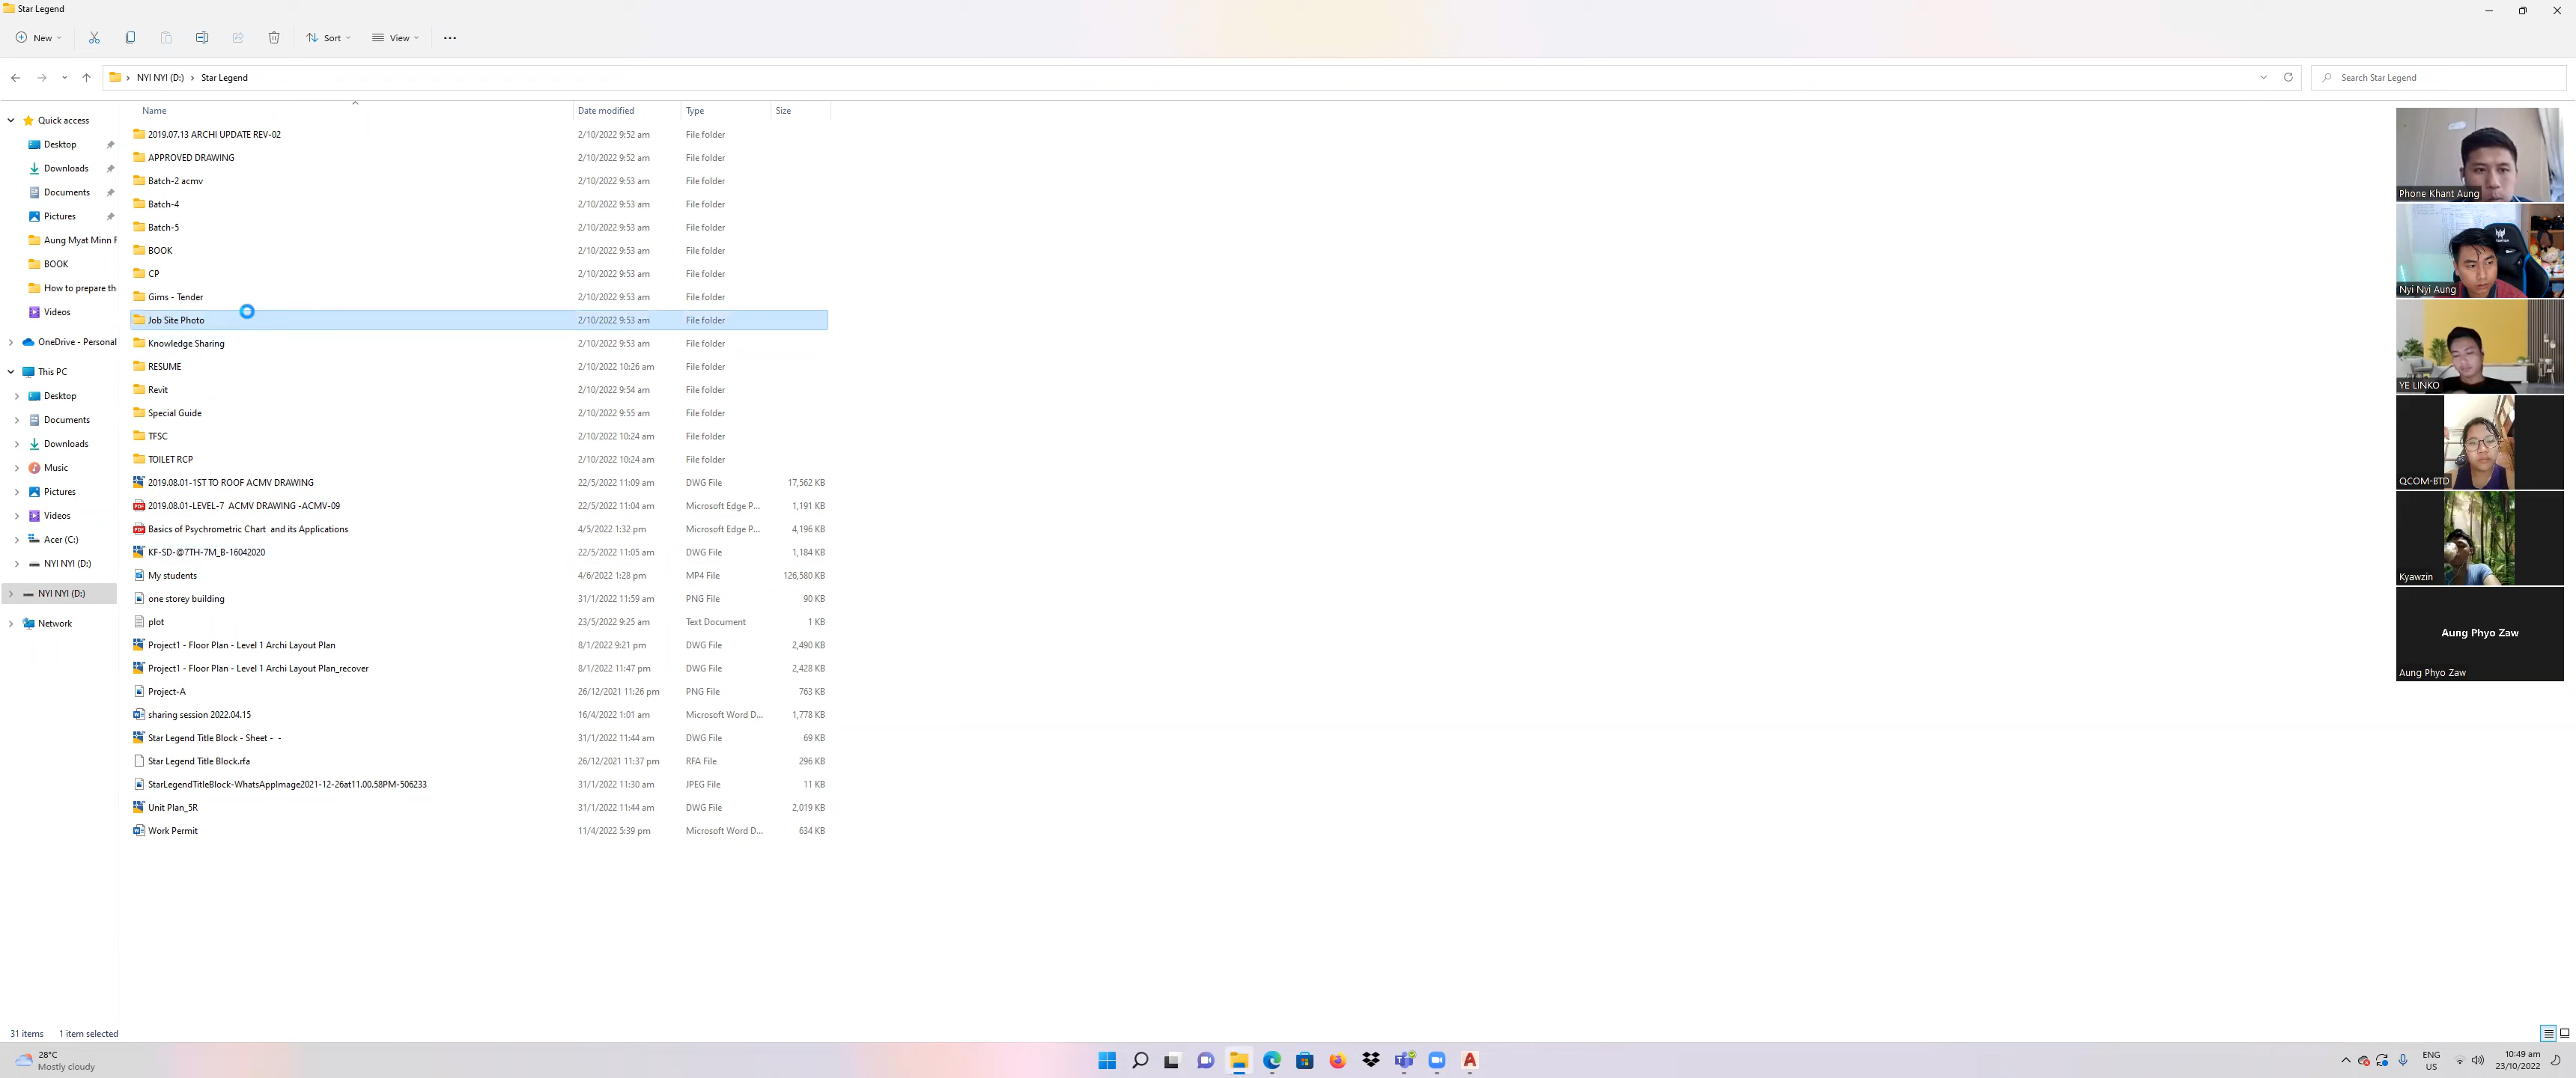 Star Legend
New
Sort
View
NYI NYI (D:) Star Legend
Search Star Legend
Name Date modified Type Size
Quick access
Desktop
Downloads
Documents
Pictures
Aung Myat Minn F
BOOK
How to prepare th
Videos
OneDrive - Personal
This PC
Desktop
Documents
Downloads
Music
Pictures
Videos
Acer (C:)
NYI NYI (D:)
NYI NYI (D:)
Network
2019.07.13 ARCHI UPDATE REV-02 2/10/2022 9:52 am File folder
APPROVED DRAWING 2/10/2022 9:52 am File folder
Batch-2 acmv 2/10/2022 9:53 am File folder
Batch-4 2/10/2022 9:53 am File folder
Batch-5 2/10/2022 9:53 am File folder
BOOK 2/10/2022 9:53 am File folder
CP 2/10/2022 9:53 am File folder
Gims - Tender 2/10/2022 9:53 am File folder
Job Site Photo 2/10/2022 9:53 am File folder
Knowledge Sharing 2/10/2022 9:53 am File folder
RESUME 2/10/2022 10:26 am File folder
Revit 2/10/2022 9:54 am File folder
Special Guide 2/10/2022 9:55 am File folder
TFSC 2/10/2022 10:24 am File folder
TOILET RCP 2/10/2022 10:24 am File folder
2019.08.01-1ST TO ROOF ACMV DRAWING 22/5/2022 11:09 am DWG File 17,562 KB
2019.08.01-LEVEL-7 ACMV DRAWING -ACMV-09 22/5/2022 11:04 am Microsoft Edge P... 1,191 KB
Basics of Psychrometric Chart and its Applications 4/5/2022 1:32 pm Microsoft Edge P... 4,196 KB
KF-SD-@7TH-7M_B-16042020 22/5/2022 11:05 am DWG File 1,184 KB
My students 4/6/2022 1:28 pm MP4 File 126,580 KB
one storey building 31/1/2022 11:59 am PNG File 90 KB
plot 23/5/2022 9:25 am Text Document 1 KB
Project1 - Floor Plan - Level 1 Archi Layout Plan 8/1/2022 9:21 pm DWG File 2,490 KB
Project1 - Floor Plan - Level 1 Archi Layout Plan_recover 8/1/2022 11:47 pm DWG File 2,428 KB
Project-A 26/12/2021 11:26 pm PNG File 763 KB
sharing session 2022.04.15 16/4/2022 1:01 am Microsoft Word D... 1,778 KB
Star Legend Title Block - Sheet - - 31/1/2022 11:44 am DWG File 69 KB
Star Legend Title Block.rfa 26/12/2021 11:37 pm RFA File 296 KB
StarLegendTitleBlock-WhatsAppImage2021-12-26at11.00.58PM-506233 31/1/2022 11:30 am JPEG File 11 KB
Unit Plan_5R 31/1/2022 11:44 am DWG File 2,019 KB
Work Permit 11/4/2022 5:39 pm Microsoft Word D... 634 KB
Phone Khant Aung
Nyi Nyi Aung
YE LINKO
QCOM-BTD
Kyawzin
Aung Phyo Zaw
Aung Phyo Zaw
31 items 1 item selected
28°C
Mostly cloudy
ENG
US
10:49 am
23/10/2022